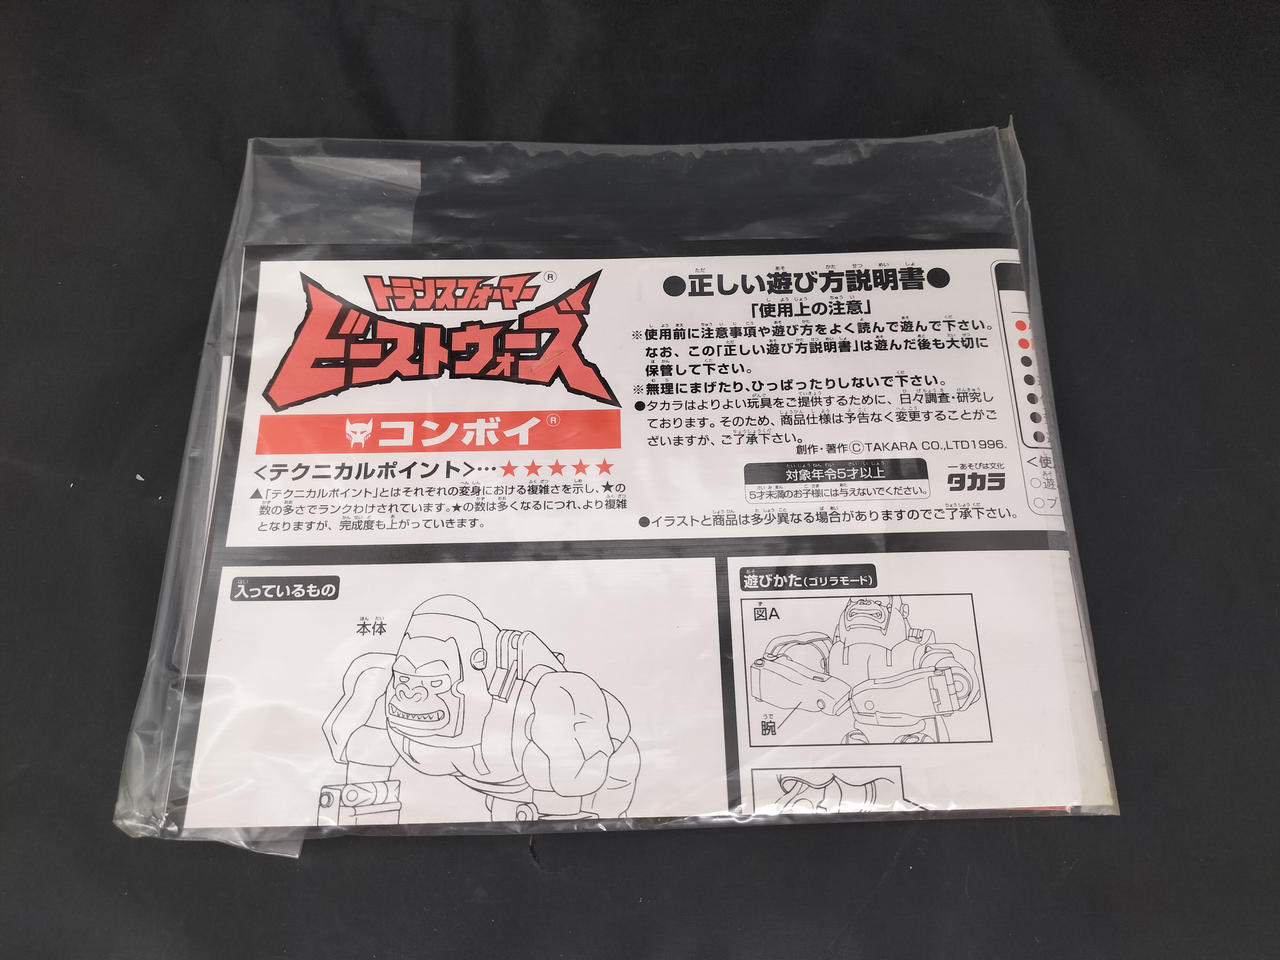 トランスフォーマー®
ビーストウォーズ
コンボイ®
<テクニカルポイント>…★★★★★
▲「テクニカルポイント」とはそれぞれの変身における複雑さを示し、★の
数の多さでランクわけされています。★の数は多くなるにつれ、より複雑
となりますが、完成度も上がっていきます。
●正しい遊び方説明書●
「使用上の注意」
※使用前に注意事項や遊び方をよく読んで遊んで下さい。
なお、この「正しい遊び方説明書」は遊んだ後も大切に
保管して下さい。
※無理にまげたり、ひっぱったりしないで下さい。
●タカラはよりよい玩具をご提供するために、日々調査・研究し
ております。そのため、商品仕様は予告なく変更することがご
ざいますが、ご了承下さい。
創作・著作ⒸTAKARA CO.,LTD1996.
対象年令5才以上
5才未満のお子様には与えないでください。
ーあそびは文化
タカラ
●イラストと商品は多少異なる場合がありますのでご了承下さい。
<使
○遊
○ブ
入っているもの
本体
遊びかた(ゴリラモード)
図A
腕